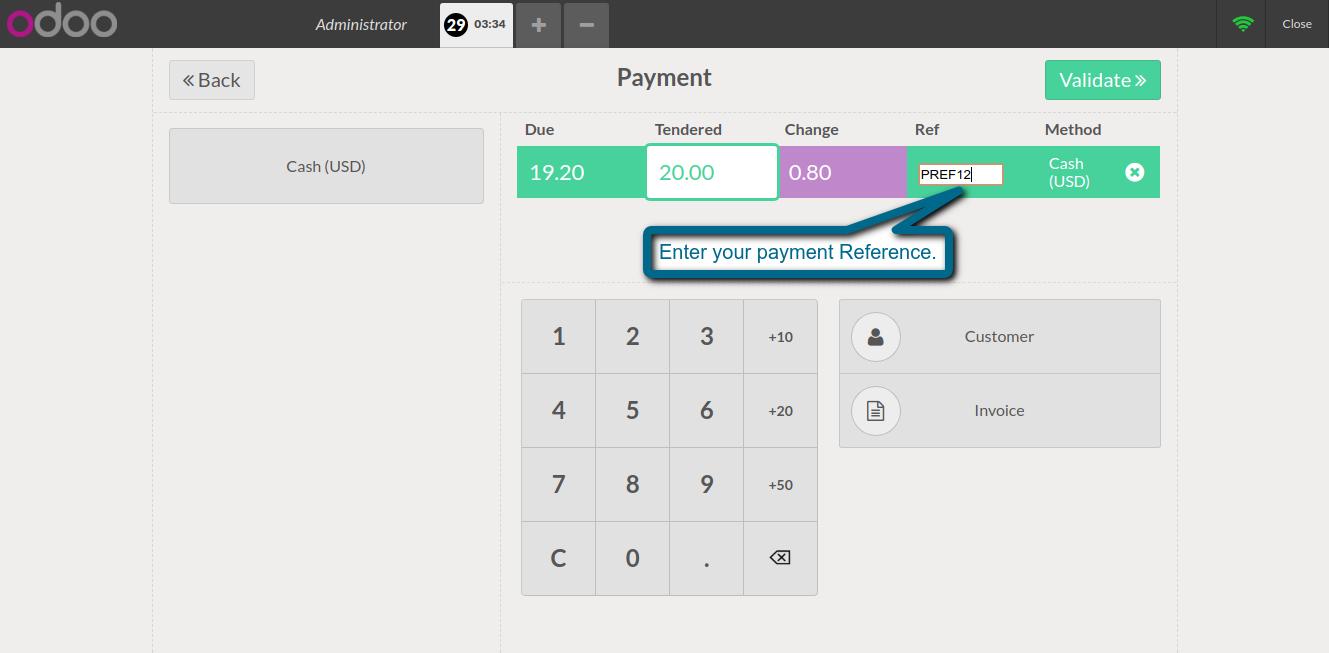 odoo
Administrator
29 03:34
+
−
Close
Back
Payment
Validate
Due Tendered Change Ref Method
Cash (USD)
19.20 20.00 0.80 PREF12 Cash
(USD)
Enter your payment Reference.
1 2 3 +10
4 5 6 +20
7 8 9 +50
C 0 .
Customer
Invoice